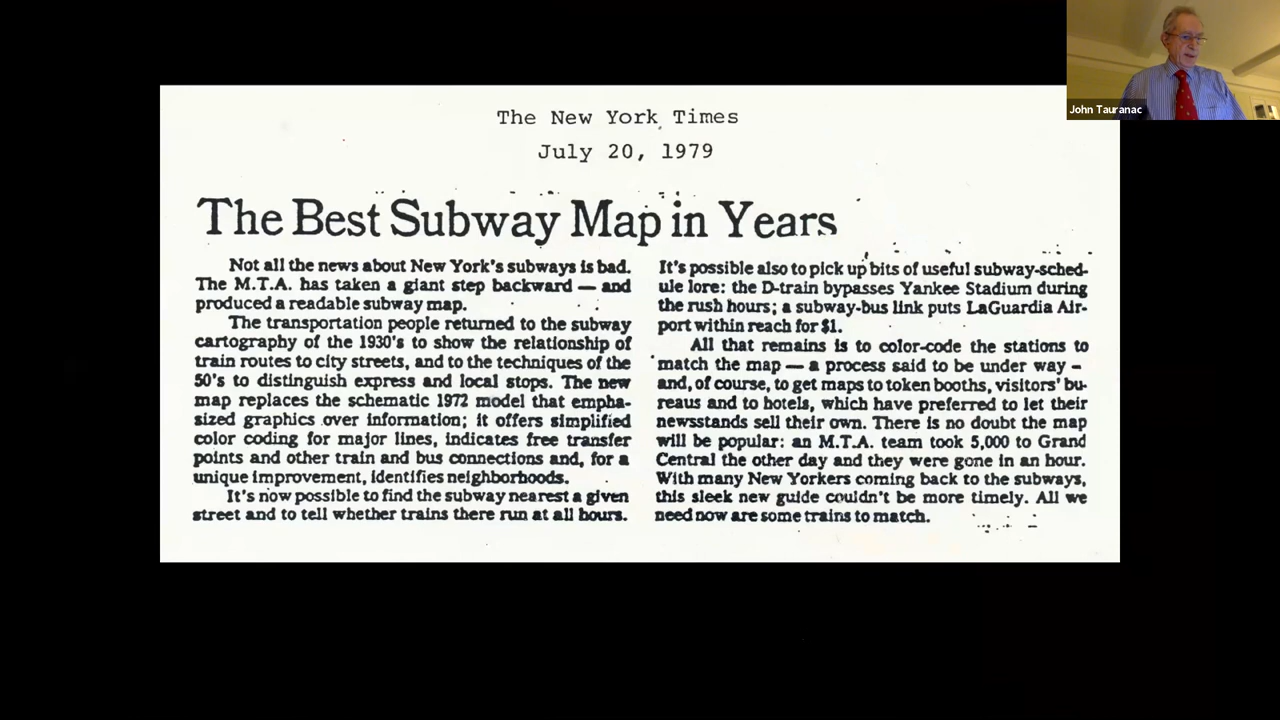 John Tauranac
The New York Times
July 20, 1979
The Best Subway Map in Years
Not all the news about New York's subways is bad.
The M.T.A. has taken a giant step backward — and
produced a readable subway map.
The transportation people returned to the subway
cartography of the 1930's to show the relationship of
train routes to city streets, and to the techniques of the
50's to distinguish express and local stops. The new
map replaces the schematic 1972 model that empha-
sized graphics over information; it offers simplified
color coding for major lines, indicates free transfer
points and other train and bus connections and, for a
unique improvement, identifies neighborhoods.
It's now possible to find the subway nearest a given
street and to tell whether trains there run at all hours.
It's possible also to pick up bits of useful subway-sched-
ule lore: the D-train bypasses Yankee Stadium during
the rush hours; a subway-bus link puts LaGuardia Air-
port within reach for $1.
All that remains is to color-code the stations to
match the map — a process said to be under way –
and, of course, to get maps to token booths, visitors' bu-
reaus and to hotels, which have preferred to let their
newsstands sell their own. There is no doubt the map
will be popular: an M.T.A. team took 5,000 to Grand
Central the other day and they were gone in an hour.
With many New Yorkers coming back to the subways,
this sleek new guide couldn't be more timely. All we
need now are some trains to match.